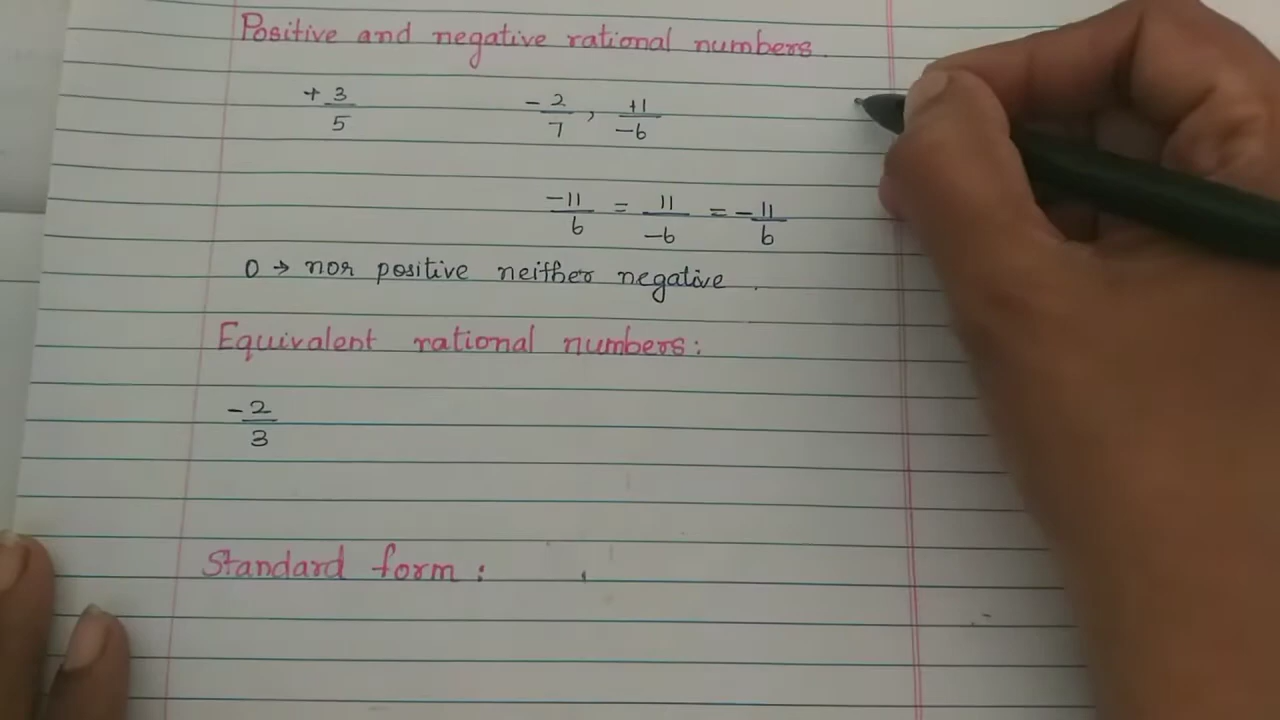 Positive and negative rational numbers.
+3/5 -2/7, +1/-6
-11/6 = 11/-6 = -11/6
0 → nor positive neither negative.
Equivalent rational numbers:
-2/3
Standard form: